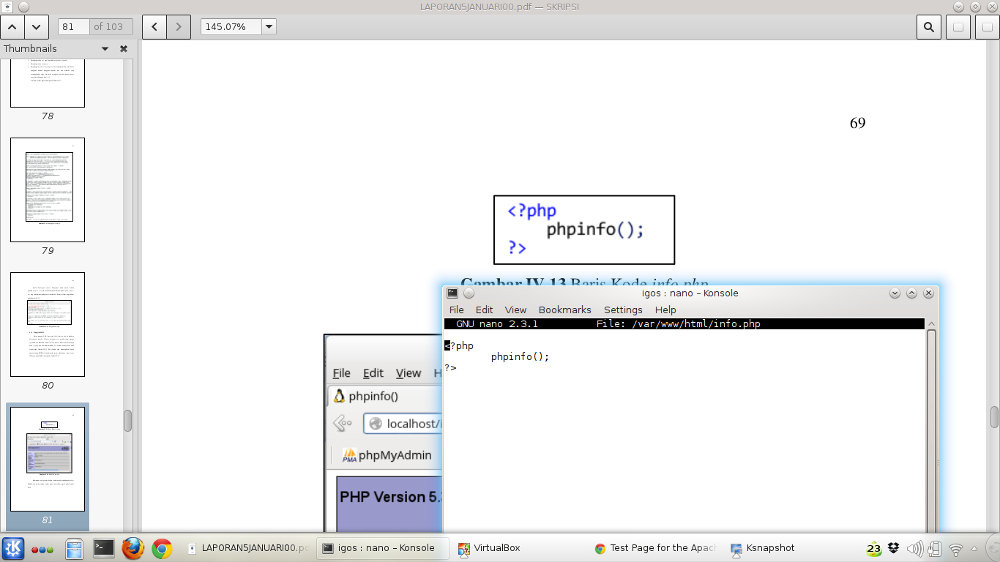 LAPORAN5JANUARI00.pdf — SKRIPSI
81 of 103
145.07%
Thumbnails
78
79
80
81
69
<?php
phpinfo();
?>
Gambar IV.13 Baris Kode info.php
File Edit View H
phpinfo()
localhost/i
PMA phpMyAdmin
PHP Version 5.3
igos : nano – Konsole
File Edit View Bookmarks Settings Help
GNU nano 2.3.1 File: /var/www/html/info.php
<?php
phpinfo();
?>
LAPORAN5JANUARI00.pd
igos : nano – Konsole
VirtualBox
Test Page for the Apac
Ksnapshot
23